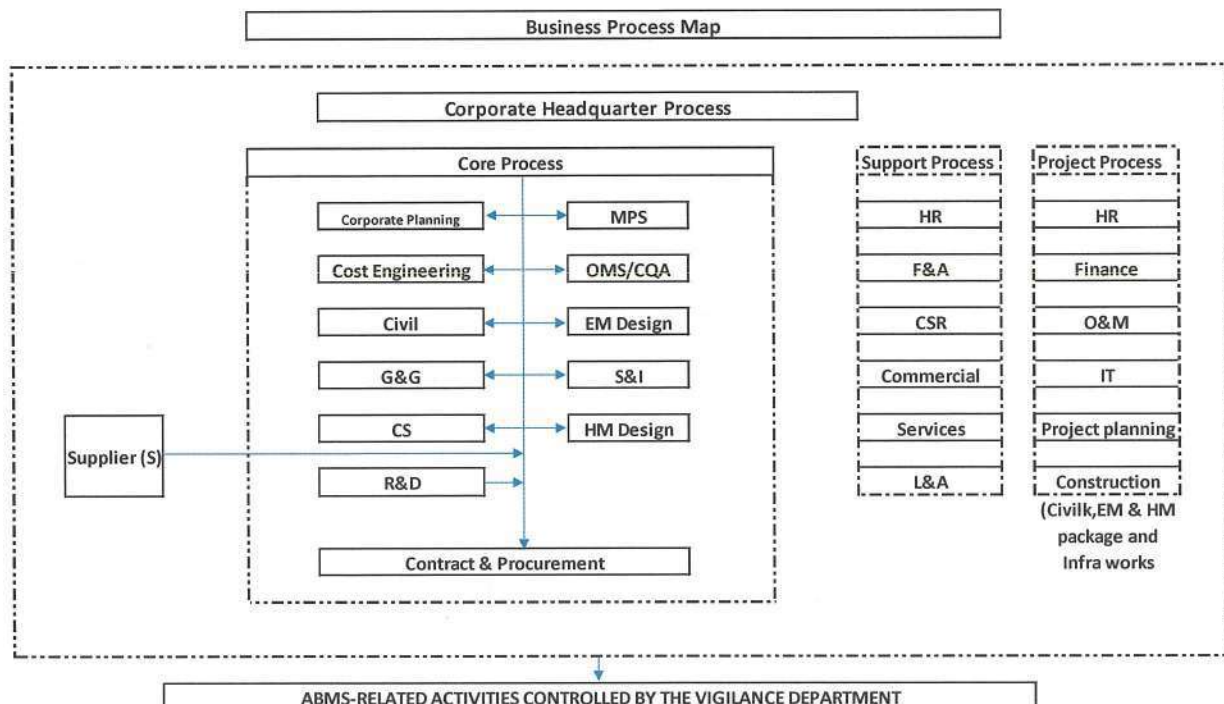 Business Process Map
Corporate Headquarter Process
Core Process
Support Process
Project Process
Corporate Planning
MPS
HR
HR
Cost Engineering
OMS/CQA
F&A
Finance
Civil
EM Design
CSR
O&M
G&G
S&I
Commercial
IT
CS
HM Design
Services
Project planning
Supplier (S)
R&D
L&A
Construction
(Civilk,EM & HM
package and
Infra works
Contract & Procurement
ABMS-RELATED ACTIVITIES CONTROLLED BY THE VIGILANCE DEPARTMENT